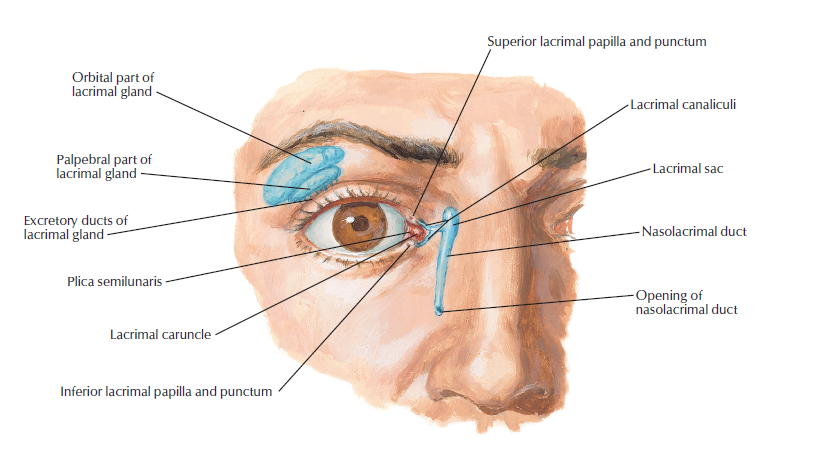 Superior lacrimal papilla and punctum
Orbital part of
lacrimal gland
Lacrimal canaliculi
Palpebral part of
lacrimal gland
Lacrimal sac
Excretory ducts of
lacrimal gland
Nasolacrimal duct
Plica semilunaris
Opening of
nasolacrimal duct
Lacrimal caruncle
Inferior lacrimal papilla and punctum